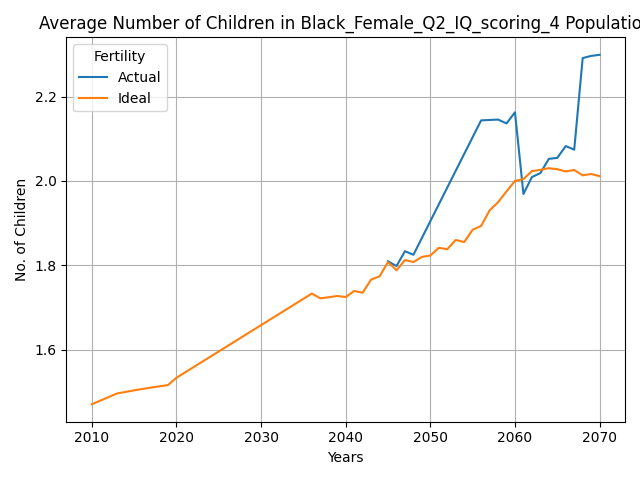 Average Number of Children in Black_Female_Q2_IQ_scoring_4 Populatio
Fertility
Actual
Ideal
No. of Children
2.2
2.0
1.8
1.6
2010 2020 2030 2040 2050 2060 2070
Years